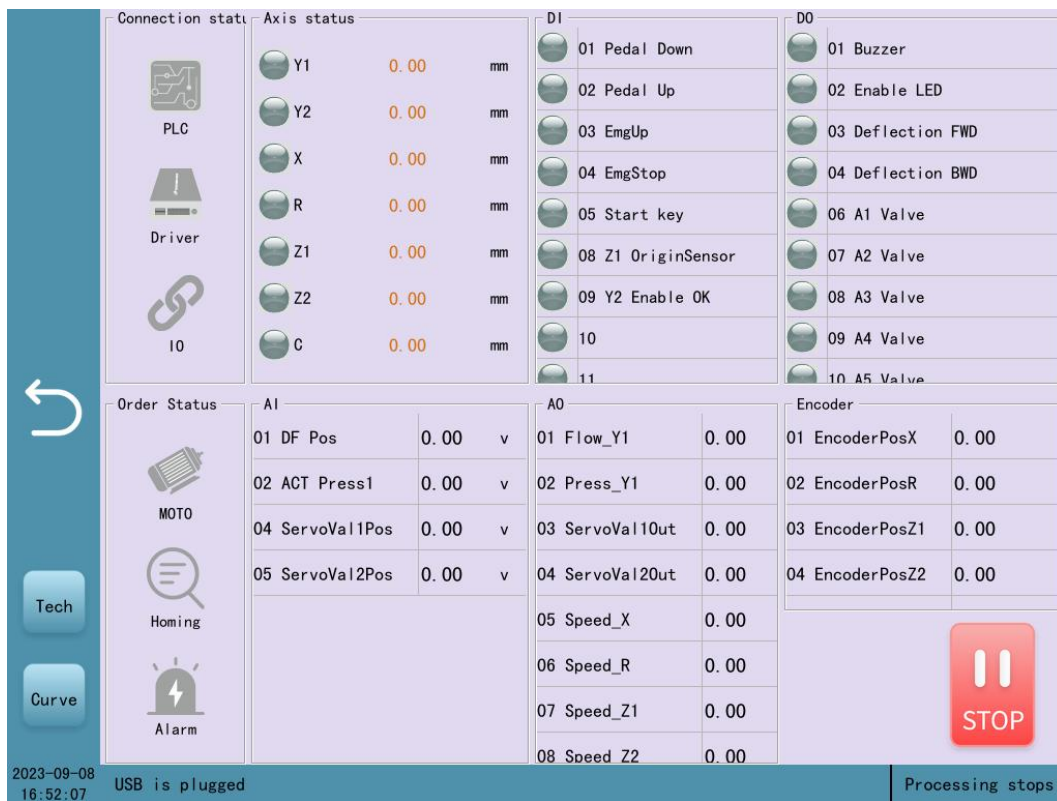 Connection statu
PLC
Driver
IO
Axis status
Y1 0.00 mm
Y2 0.00 mm
X 0.00 mm
R 0.00 mm
Z1 0.00 mm
Z2 0.00 mm
C 0.00 mm
DI
01 Pedal Down
02 Pedal Up
03 EmgUp
04 EmgStop
05 Start key
08 Z1 OriginSensor
09 Y2 Enable OK
10
11
DO
01 Buzzer
02 Enable LED
03 Deflection FWD
04 Deflection BWD
06 A1 Valve
07 A2 Valve
08 A3 Valve
09 A4 Valve
10 A5 Valve
Order Status
MOTO
Homing
Alarm
AI
01 DF Pos 0.00 v
02 ACT Press1 0.00 v
04 ServoVal1Pos 0.00 v
05 ServoVal2Pos 0.00 v
AO
01 Flow_Y1 0.00
02 Press_Y1 0.00
03 ServoVal1Out 0.00
04 ServoVal2Out 0.00
05 Speed_X 0.00
06 Speed_R 0.00
07 Speed_Z1 0.00
08 Speed_Z2 0.00
Encoder
01 EncoderPosX 0.00
02 EncoderPosR 0.00
03 EncoderPosZ1 0.00
04 EncoderPosZ2 0.00
STOP
Tech
Curve
2023-09-08
16:52:07
USB is plugged
Processing stops